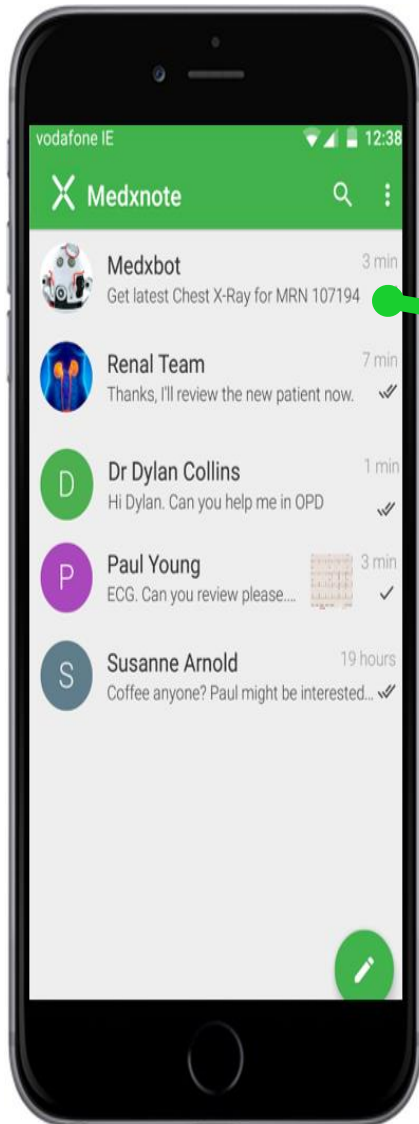 vodafone IE 12:38
Medxnote
Medxbot 3 min
Get latest Chest X-Ray for MRN 107194
Renal Team 7 min
Thanks, I'll review the new patient now.
D Dr Dylan Collins 1 min
Hi Dylan. Can you help me in OPD
P Paul Young 3 min
ECG. Can you review please....
S Susanne Arnold 19 hours
Coffee anyone? Paul might be interested...